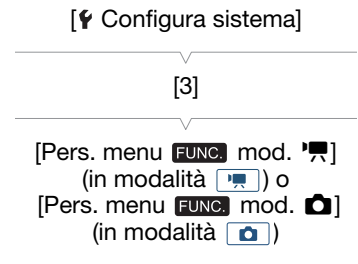 [ Configura sistema]
[3]
[Pers. menu FUNC. mod. ]
(in modalità ) o
[Pers. menu FUNC. mod. ]
(in modalità )